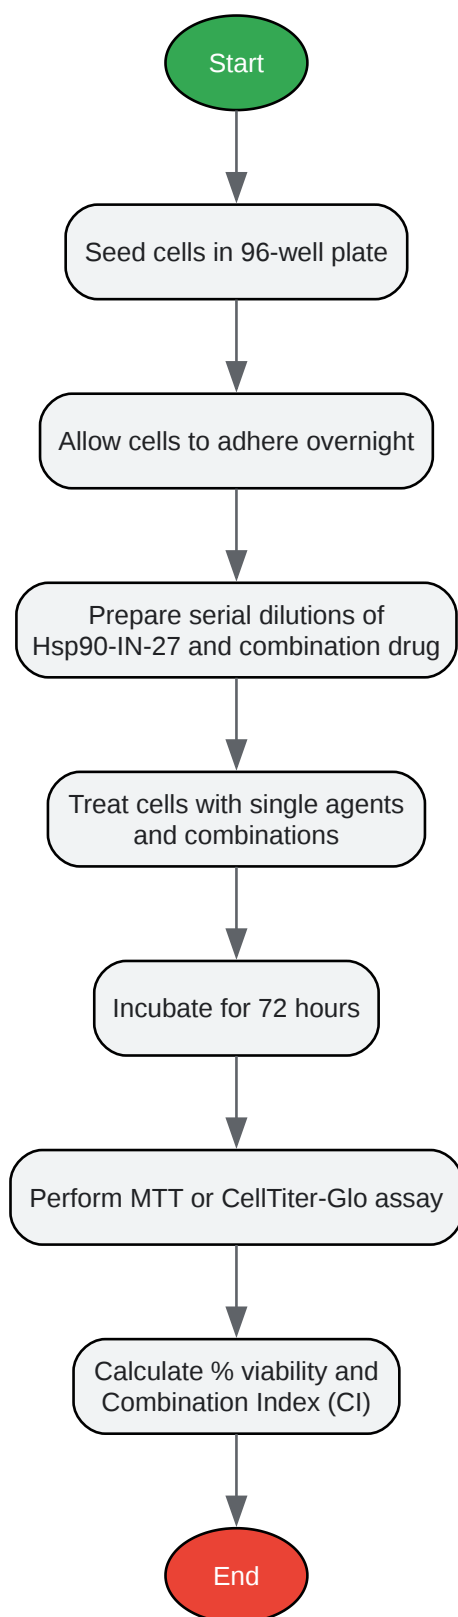 Start
Seed cells in 96-well plate
Allow cells to adhere overnight
Prepare serial dilutions of
Hsp90-IN-27 and combination drug
Treat cells with single agents
and combinations
Incubate for 72 hours
Perform MTT or CellTiter-Glo assay
Calculate % viability and
Combination Index (CI)
End